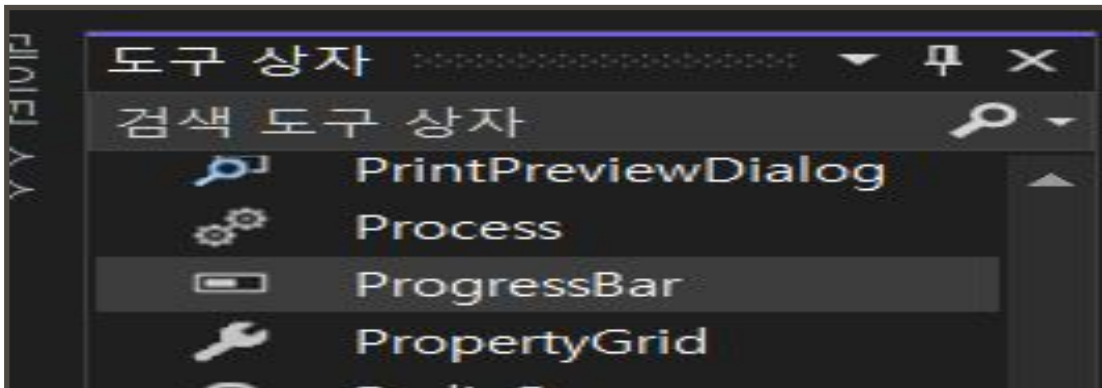 도구 상자
검색 도구 상자
PrintPreviewDialog
Process
ProgressBar
PropertyGrid